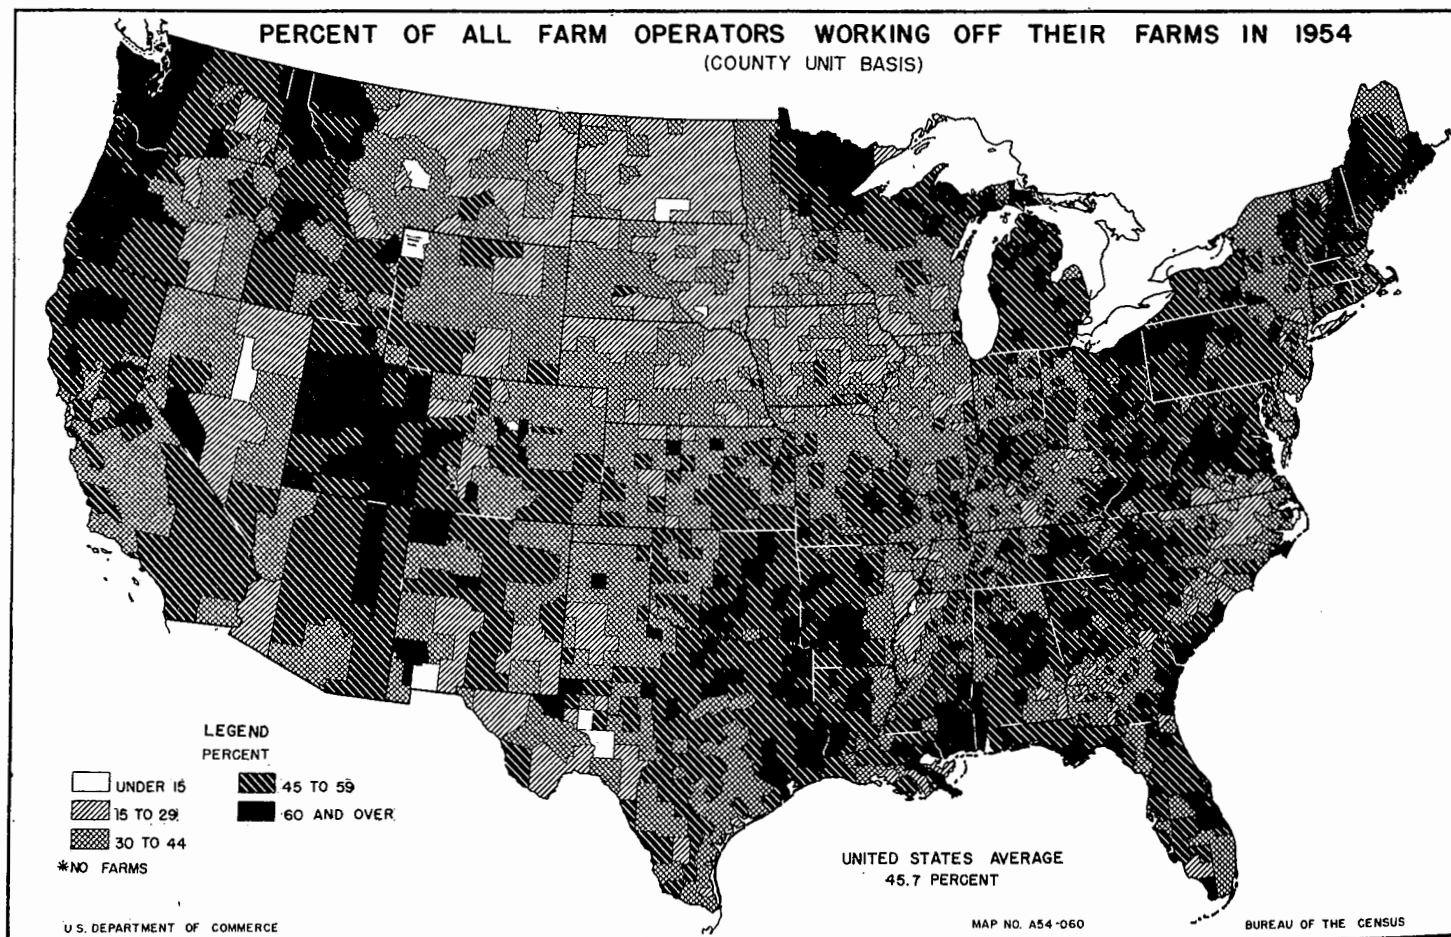 PERCENT OF ALL FARM OPERATORS WORKING OFF THEIR FARMS IN 1954
(COUNTY UNIT BASIS)
LEGEND
PERCENT
UNDER 15
15 TO 29
30 TO 44
*NO FARMS
45 TO 59
60 AND OVER
UNITED STATES AVERAGE
45.7 PERCENT
U.S. DEPARTMENT OF COMMERCE
MAP NO. A54-060
BUREAU OF THE CENSUS